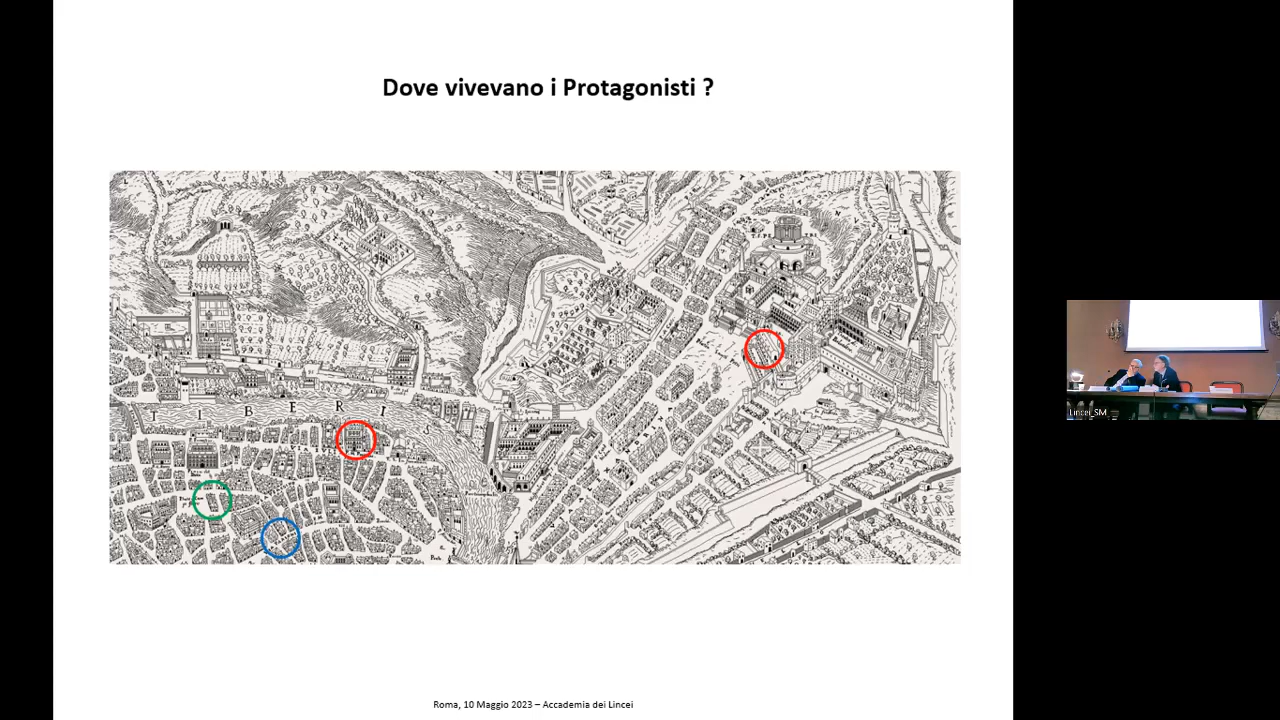 Dove vivevano i Protagonisti ?
T I B E R I
Lincei_SM
Roma, 10 Maggio 2023 – Accademia dei Lincei